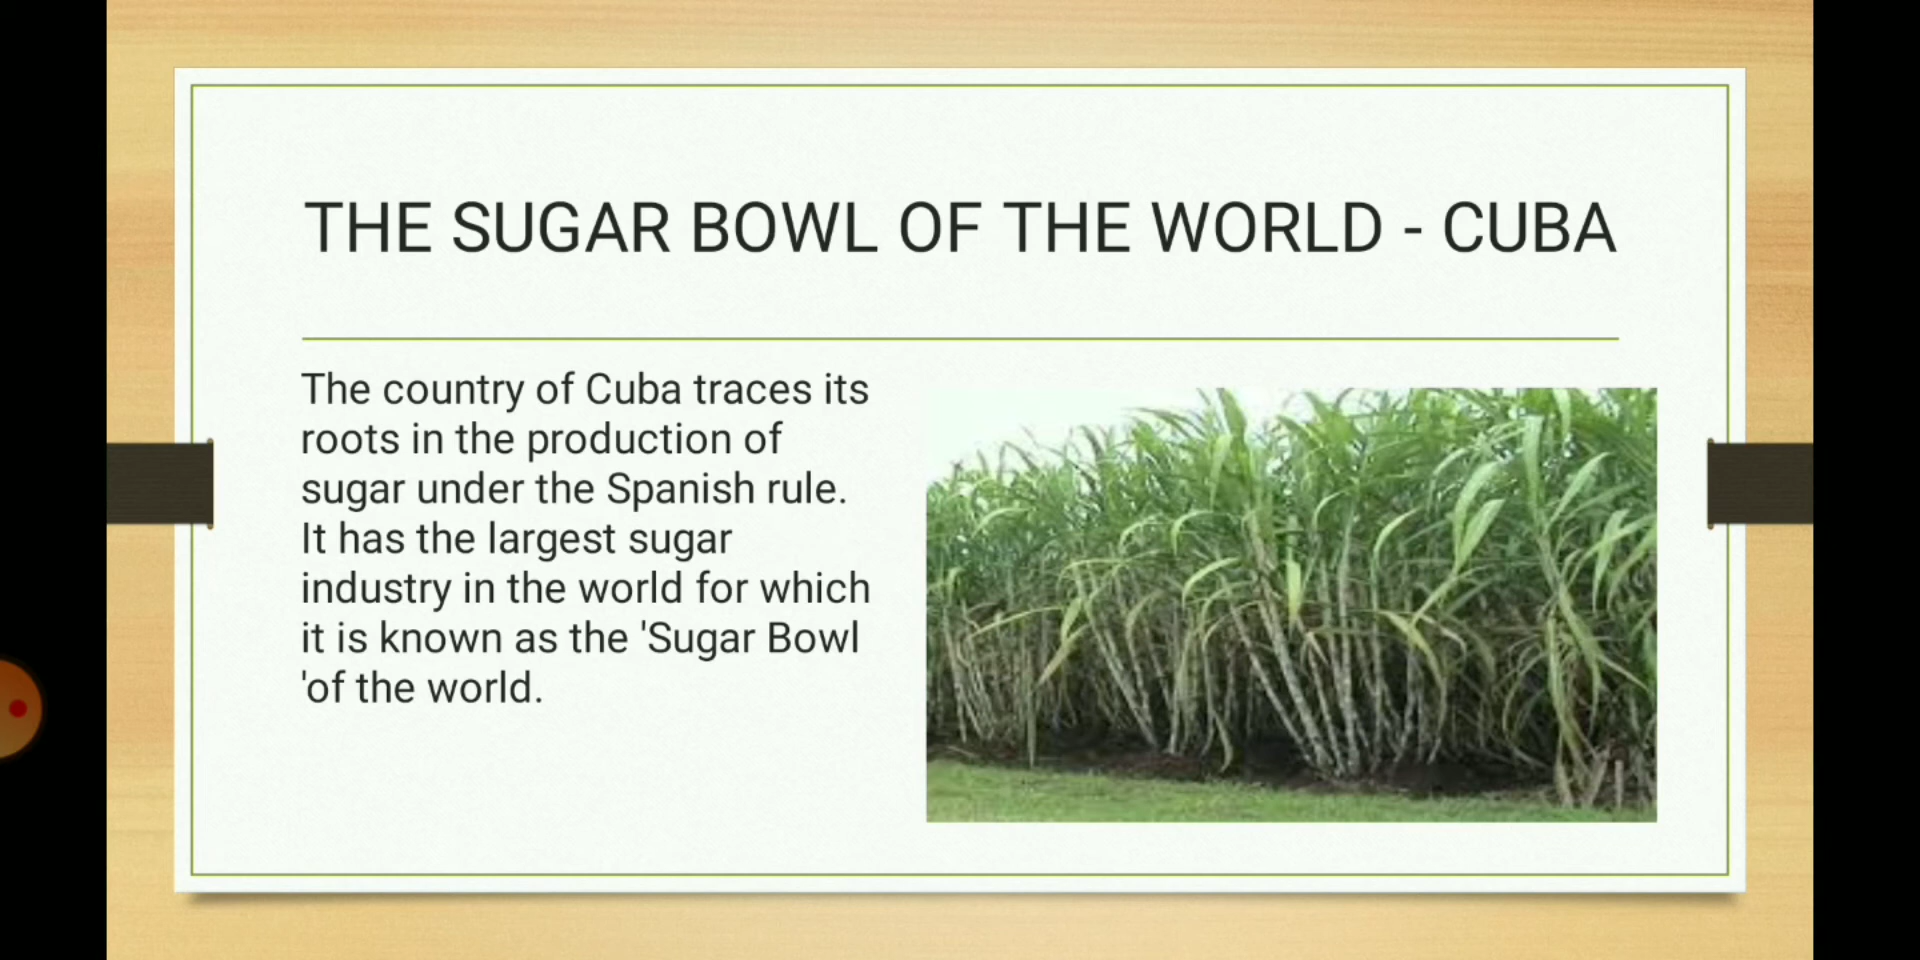 THE SUGAR BOWL OF THE WORLD - CUBA
The country of Cuba traces its
roots in the production of
sugar under the Spanish rule.
It has the largest sugar
industry in the world for which
it is known as the 'Sugar Bowl
'of the world.